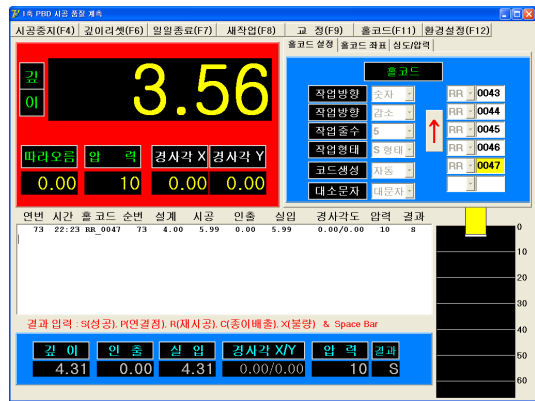 1축 PBD 시공 품질 계측
시공중지(F4) 깊이리셋(F6) 일일종료(F7) 새작업(F8) 교 정(F9) 홀코드(F11) 환경설정(F12)
홀코드 설정 홀코드 좌표 심도/압력
깊이
3.56
따라오름 압 력 경사각 X 경사각 Y
0.00 10 0.00 0.00
홀코드
작업방향 숫자 RR 0043
작업방향 감소 RR 0044
작업줄수 5 RR 0045
작업형태 S 형태 RR 0046
코드생성 자동 RR 0047
대소문자 대문자
연번 시간 홀 코드 순번 설계 시공 인출 실입 경사각도 압력 결과
73 22:23 RR_0047 73 4.00 5.99 0.00 5.99 0.00/0.00 10 S
결과 입력 : S(성공), P(연결점), R(재시공), C(종이배출), X(불량) & Space Bar
깊 이 인 출 실 입 경사각 X/Y 압 력 결과
4.31 0.00 4.31 0.00/0.00 10 S
0
10
20
30
40
50
60